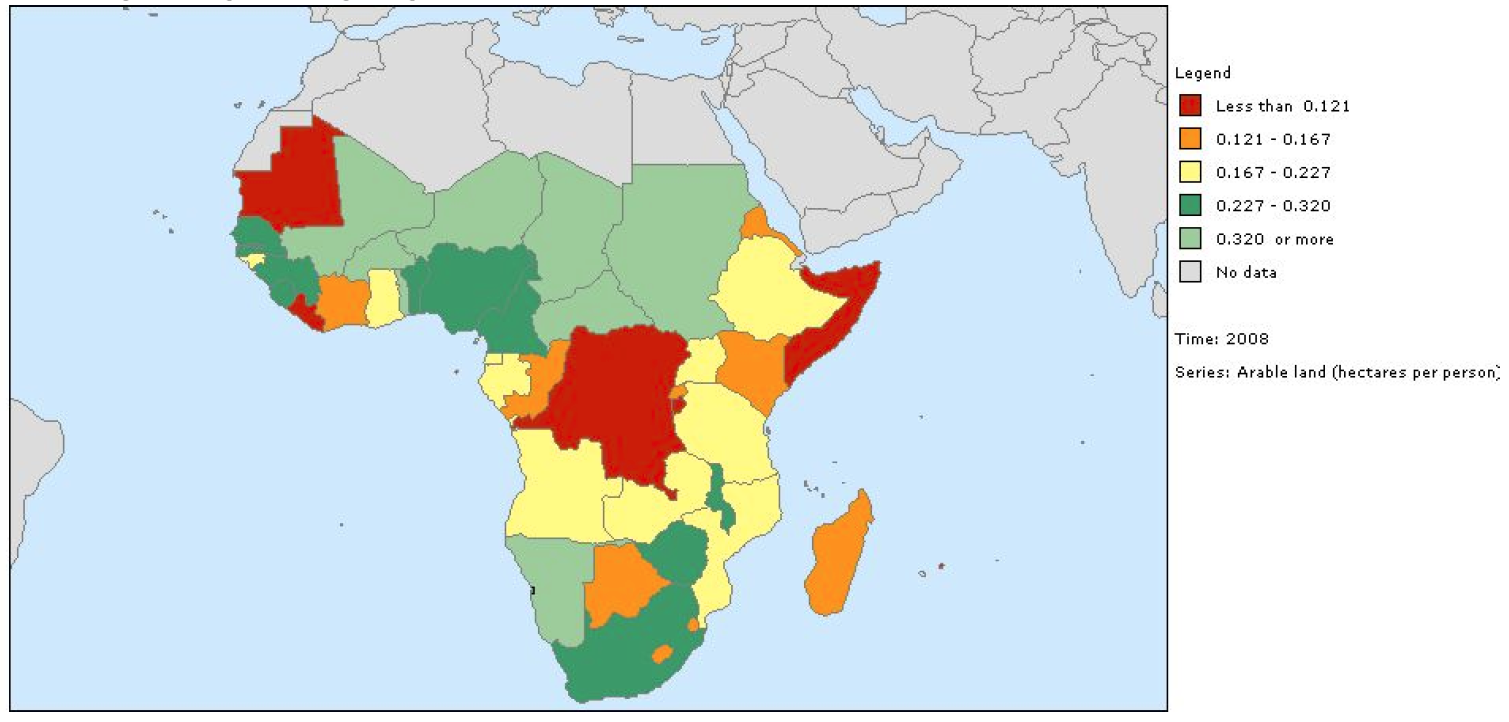 Legend
Less than 0.121
0.121 - 0.167
0.167 - 0.227
0.227 - 0.320
0.320 or more
No data
Time: 2008
Series: Arable land (hectares per person)